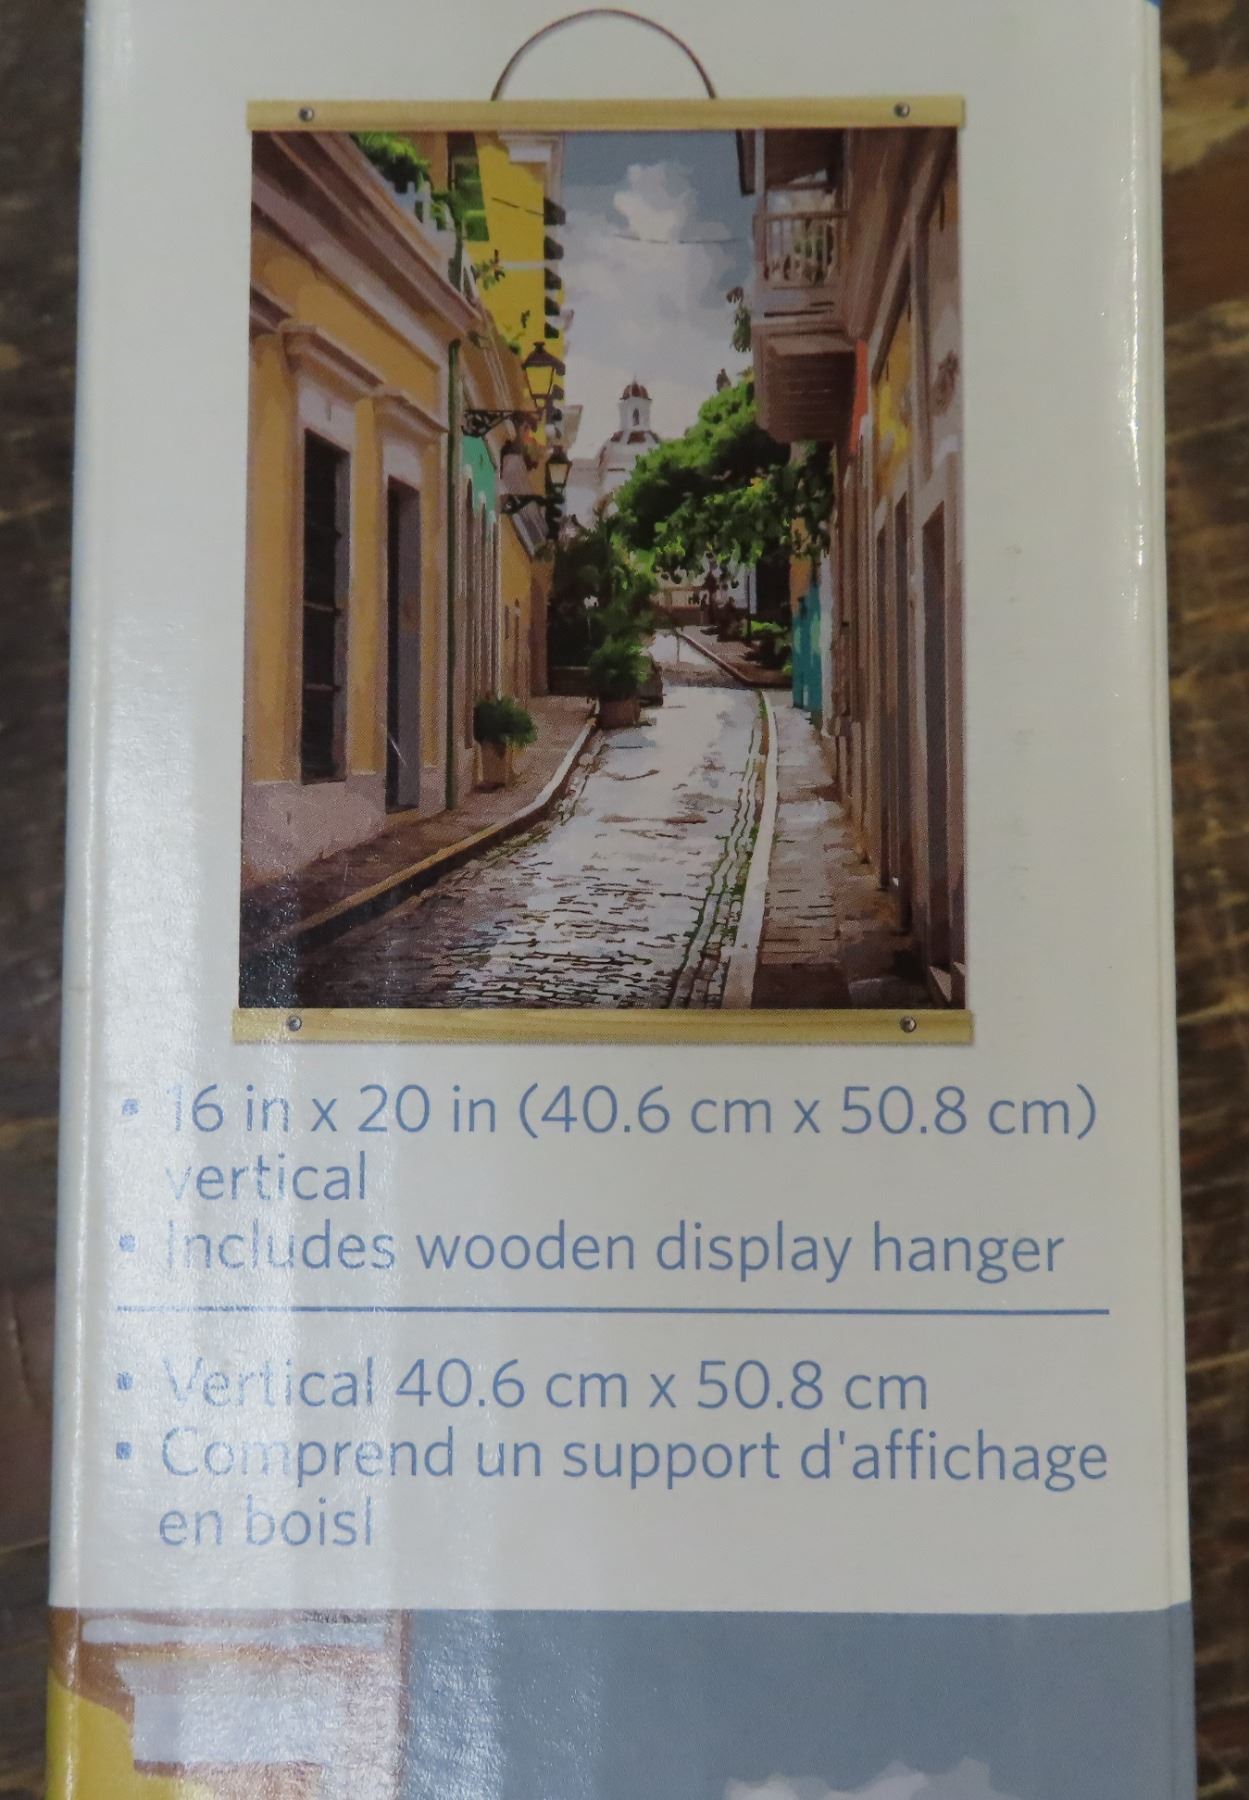 • 16 in x 20 in (40.6 cm x 50.8 cm)
vertical
• Includes wooden display hanger
• Vertical 40.6 cm x 50.8 cm
• Comprend un support d'affichage
en boisl